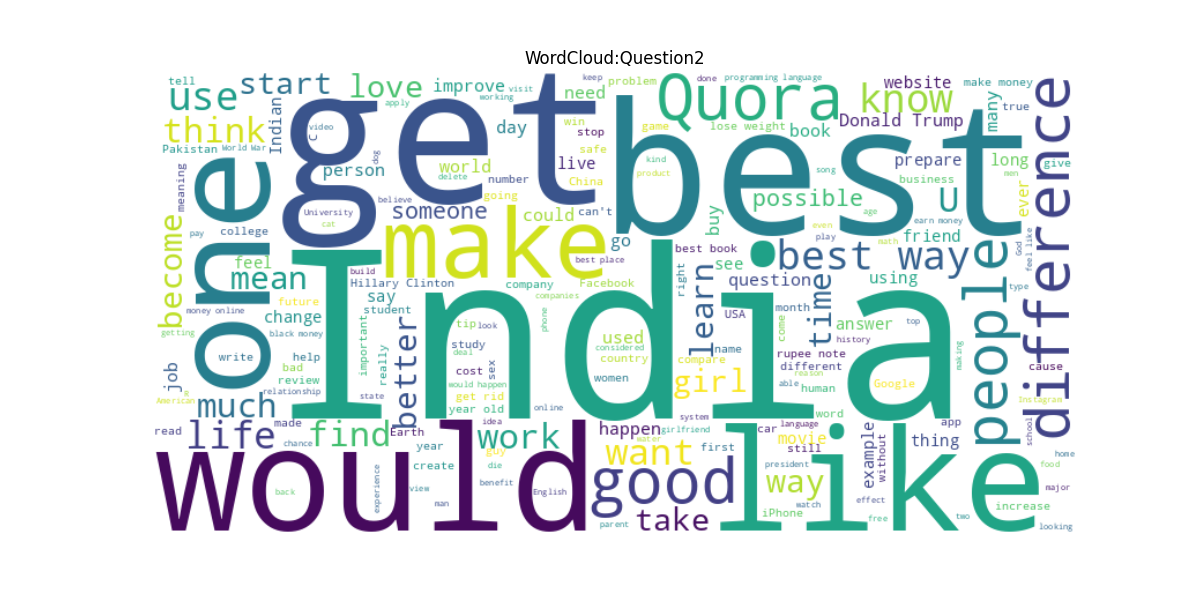 WordCloud:Question2
tell
start
love
improve
keep
problem
done
programming language
website
make money
use
visit
working
need
Quora
know
many
true
difference
apply
Indian
get
best
think
video
C
day
win
stop
game
lose weight
book
Donald Trump
Pakistan
World War
dog
safe
live
kind
prepare
long
give
meaning
one
person
world
China
product
business
men
believe
delete
number
going
possible
U
ever
University
cat
someone
could
can't
song
age
earn money
become
pay
college
make
go
buy
even
play
math
friend
God
feel like
people
India
best book
best way
feel
mean
build
Hillary Clinton
company
best place
Facebook
right
see
question
using
type
future
say
companies
learn
month
time
money online
change
student
phone
USA
come
answer
top
getting
black money
better
important
really
tip
look
used
considered
country
name
rupee note
history
making
write
help
study
deal
compare
different
cause
job
bad
review
cost
sex
women
girl
reason
able
human
Google
R
American
relationship
state
would happen
get rid
year old
online
word
Instagram
much
made
Earth
idea
system
car
language
app
school
read
life
find
work
happen
girlfriend
movie
still
example
without
thing
chance
year
guy
water
want
first
like
home
would
experience
view
create
die
benefit
good
president
way
watch
food
back
man
English
effect
major
parent
take
iPhone
free
two
increase
looking